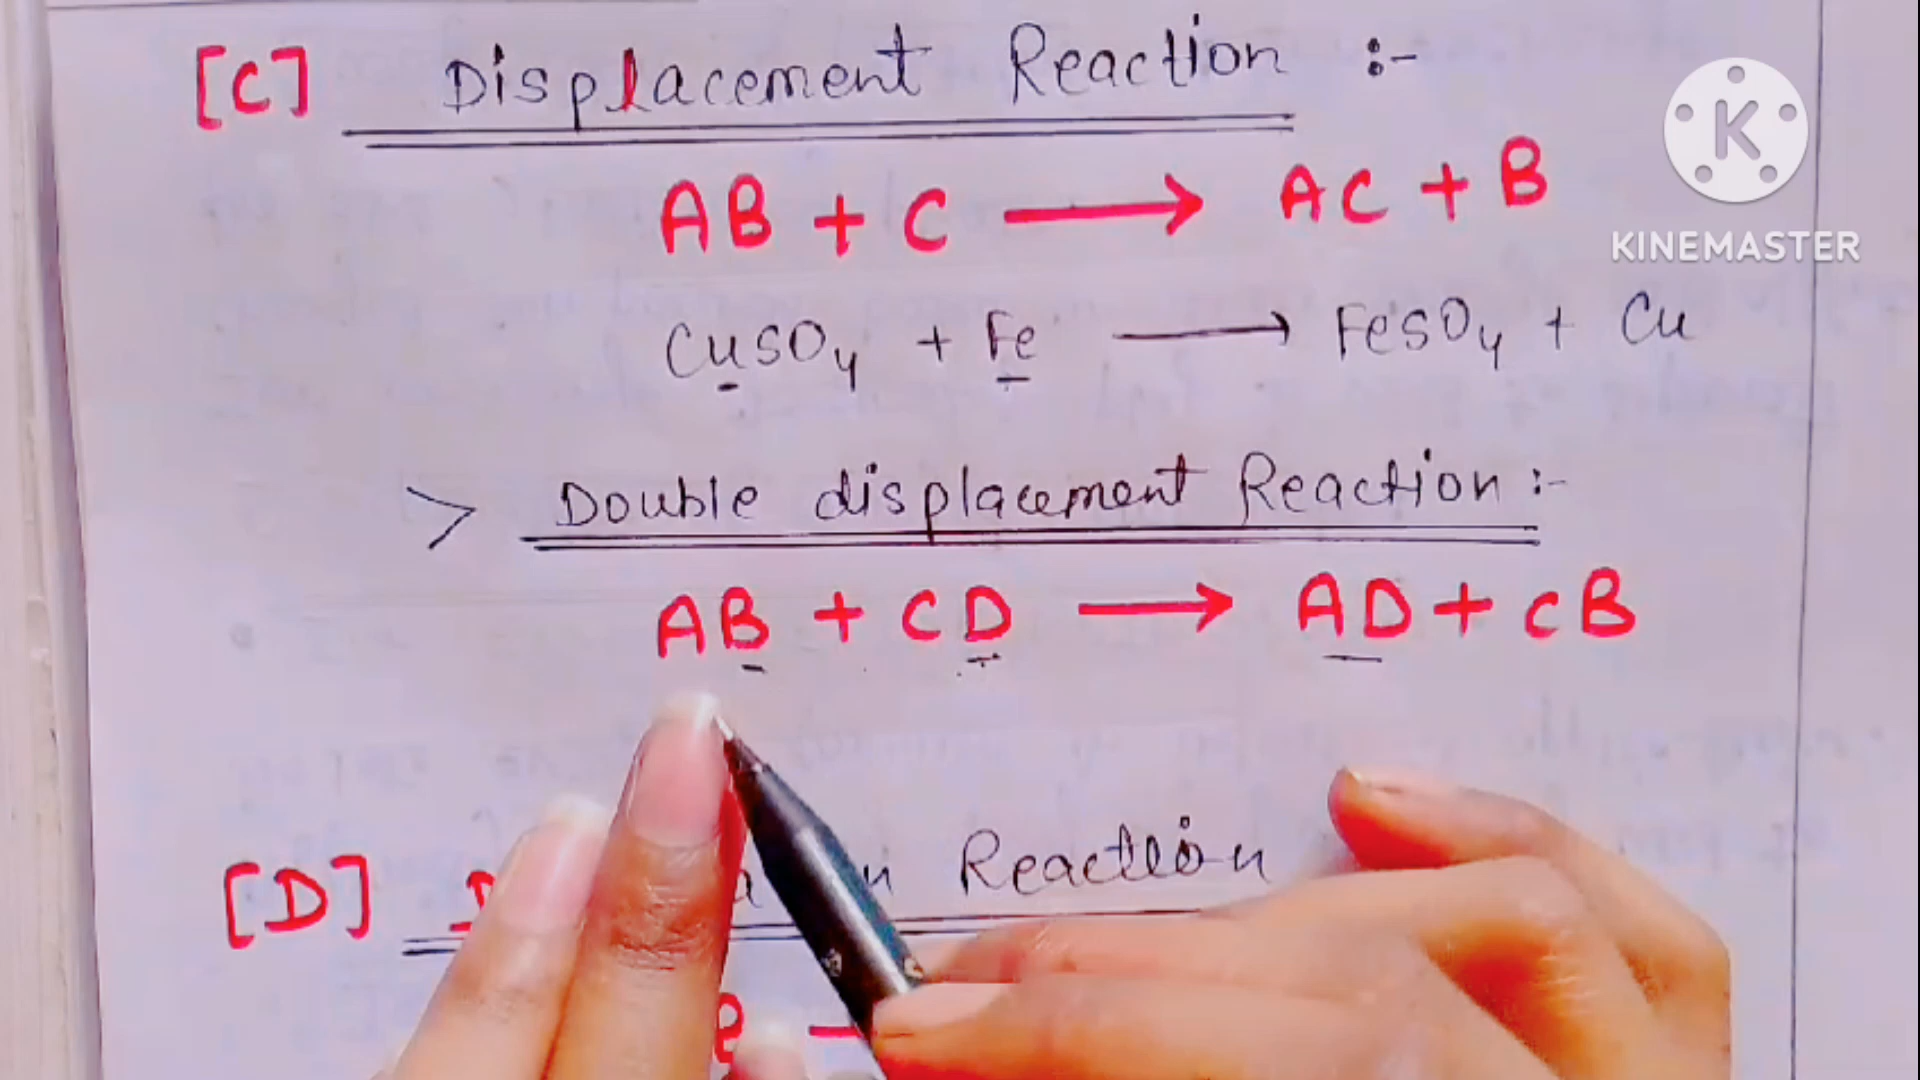 [C] Displacement Reaction :-
K
KINEMASTER
AB + C → AC + B
CuSO4 + Fe → FeSO4 + Cu
> Double displacement Reaction :-
AB + CD → AD + CB
[D] Reaction